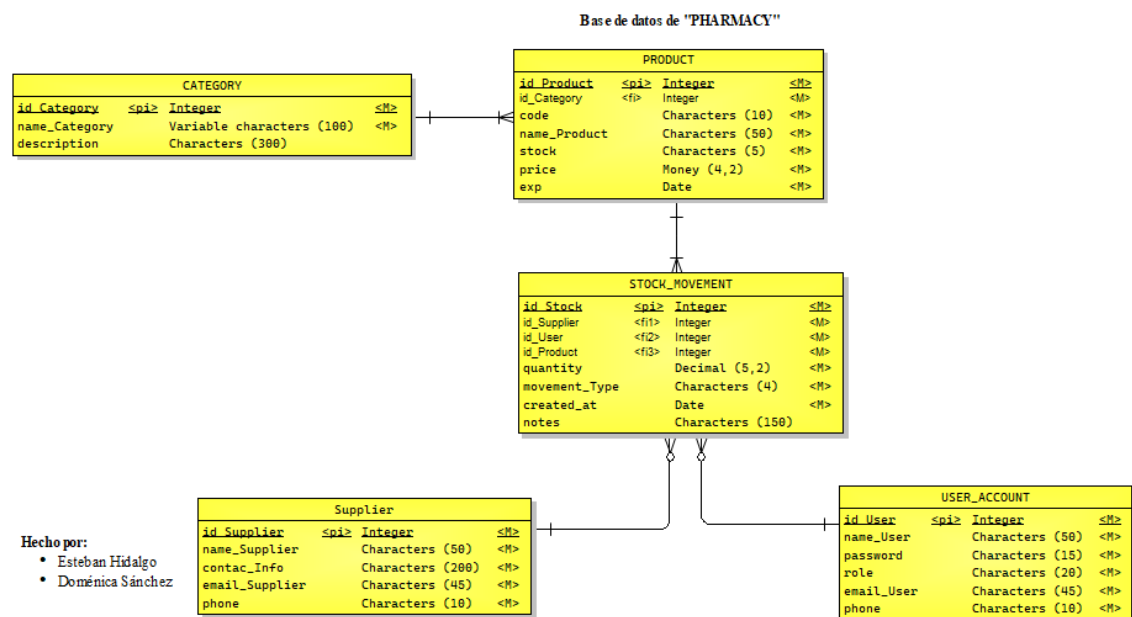 Base de datos de "PHARMACY"
CATEGORY
id_Category <pi> Integer <M>
name_Category Variable characters (100) <M>
description Characters (300)
PRODUCT
id_Product <pi> Integer <M>
id_Category <fi> Integer <M>
code Characters (10) <M>
name_Product Characters (50) <M>
stock Characters (5) <M>
price Money (4,2) <M>
exp Date <M>
STOCK_MOVEMENT
id_Stock <pi> Integer <M>
id_Supplier <fi1> Integer <M>
id_User <fi2> Integer <M>
id_Product <fi3> Integer <M>
quantity Decimal (5,2) <M>
movement_Type Characters (4) <M>
created_at Date <M>
notes Characters (150)
Supplier
id_Supplier <pi> Integer <M>
name_Supplier Characters (50) <M>
contac_Info Characters (200) <M>
email_Supplier Characters (45) <M>
phone Characters (10) <M>
USER_ACCOUNT
id_User <pi> Integer <M>
name_User Characters (50) <M>
password Characters (15) <M>
role Characters (20) <M>
email_User Characters (45) <M>
phone Characters (10) <M>
Hecho por:
• Esteban Hidalgo
• Doménica Sánchez